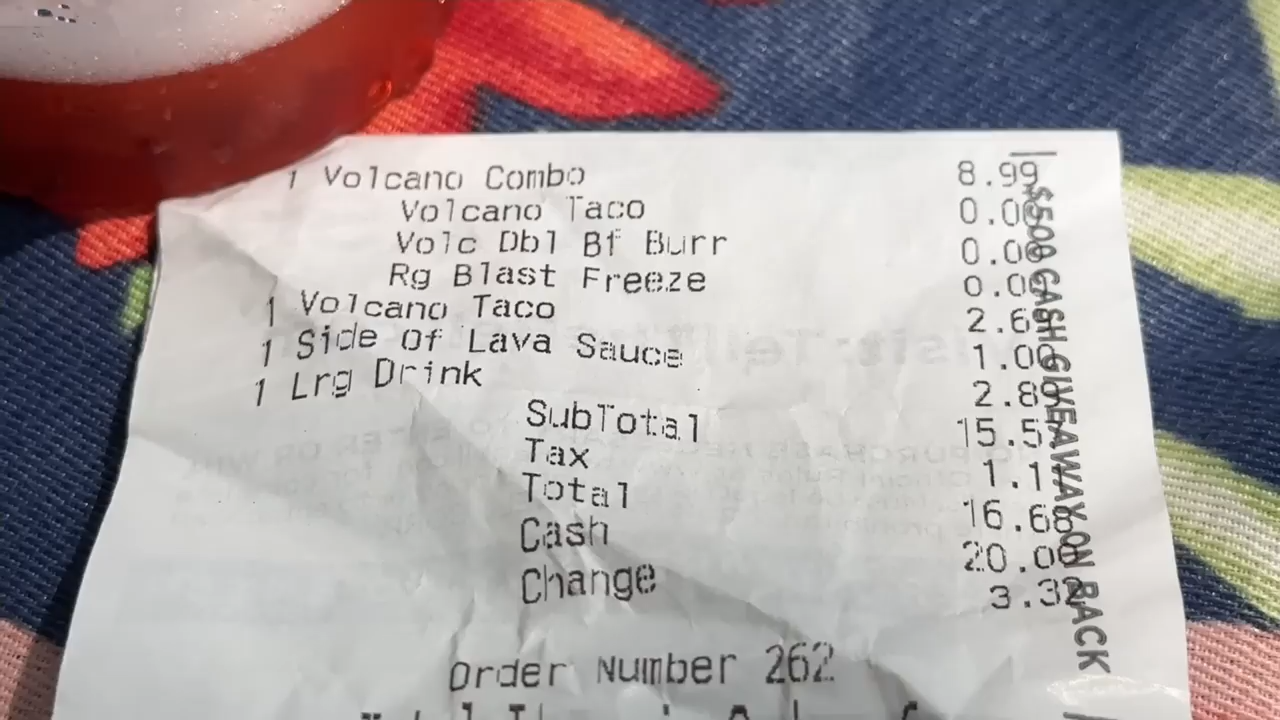 1 Volcano Combo 8.99
Volcano Taco 0.00
Volc Dbl Bf Burr 0.00
Rg Blast Freeze 0.00
1 Volcano Taco 2.69
1 Side Of Lava Sauce 1.00
1 Lrg Drink 2.89
SubTotal 15.57
Tax 1.11
Total 16.68
Cash 20.00
Change 3.32
Order Number 262
$500 CASH GIVEAWAY ON BACK